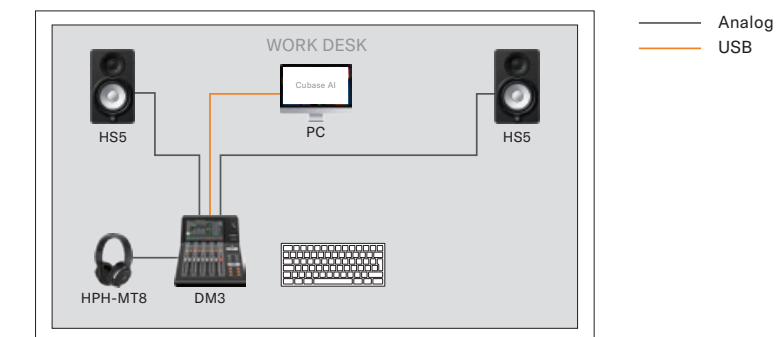 Analog
USB
WORK DESK
Cubase AI
PC
HS5
HS5
HPH-MT8
DM3